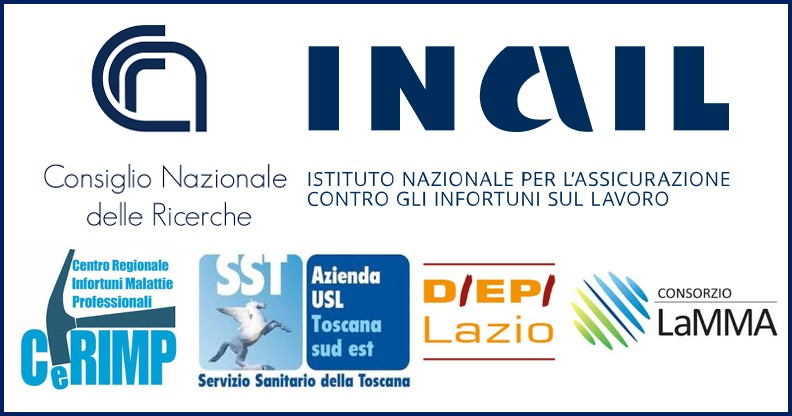 INAIL
Consiglio Nazionale
delle Ricerche
ISTITUTO NAZIONALE PER L'ASSICURAZIONE
CONTRO GLI INFORTUNI SUL LAVORO
Centro Regionale
Infortuni Malattie
Professionali
CeRIMP
SST
Azienda
USL
Toscana
sud est
Servizio Sanitario della Toscana
D/EP/
Lazio
CONSORZIO
LaMMA